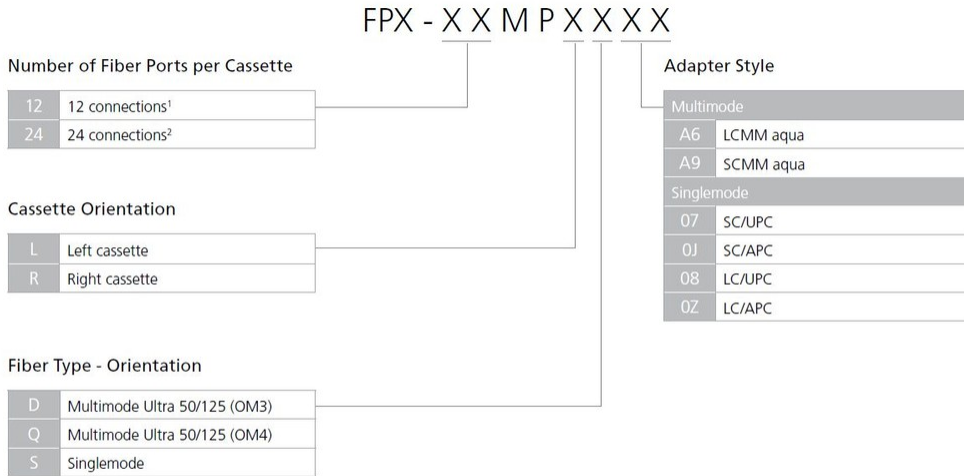 FPX - X X M P X X X X
Number of Fiber Ports per Cassette
12 12 connections¹
24 24 connections²
Cassette Orientation
L Left cassette
R Right cassette
Fiber Type - Orientation
D Multimode Ultra 50/125 (OM3)
Q Multimode Ultra 50/125 (OM4)
S Singlemode
Adapter Style
Multimode
A6 LCMM aqua
A9 SCMM aqua
Singlemode
07 SC/UPC
0J SC/APC
08 LC/UPC
0Z LC/APC